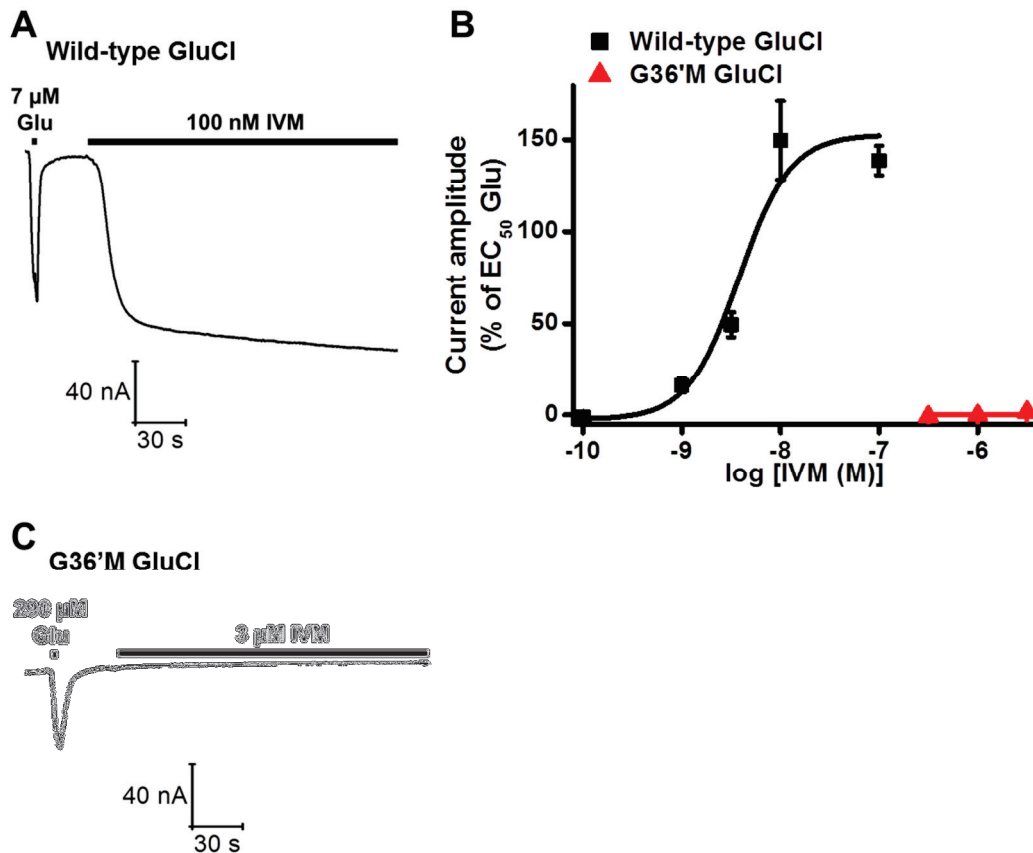 A
Wild-type GluCl
7 µM
Glu
100 nM IVM
40 nA
30 s
B
Wild-type GluCl
G36'M GluCl
Current amplitude
(% of EC50 Glu)
150
100
50
0
-10
-9
-8
-7
-6
log [IVM (M)]
C
G36'M GluCl
Glu
3 µM IVM
40 nA
30 s